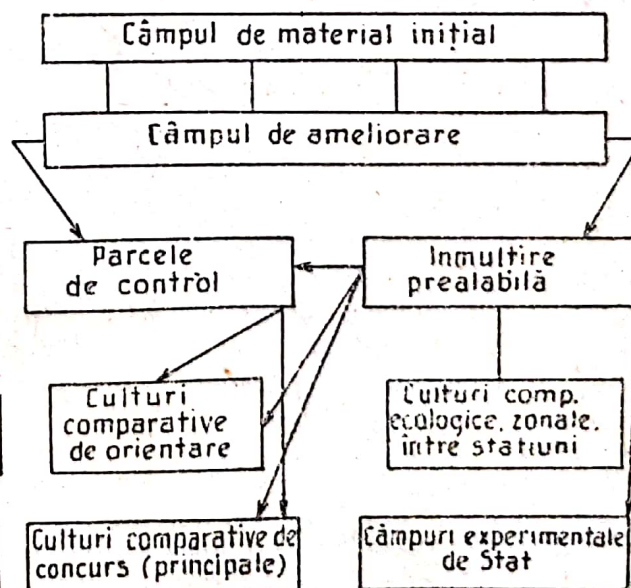 Câmpul de material inițial
Câmpul de ameliorare
Parcele
de control
Inmultire
prealabilă
Culturi
comparative
de orientare
Culturi comp.
ecologice, zonale,
între statiuni
Culturi comparative de
concurs (principale)
Câmpuri experimentale
de Stat